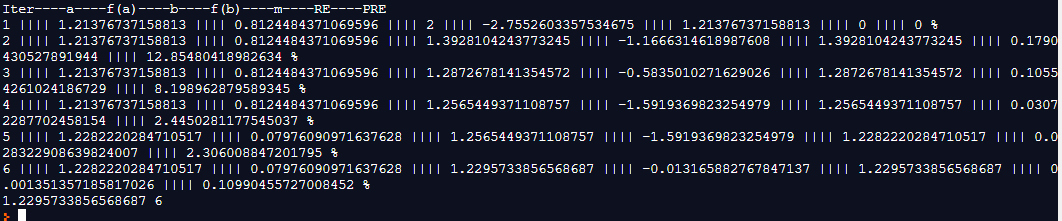 Iter----a----f(a)----b----f(b)----m----RE----PRE
1 |||| 1.21376737158813 |||| 0.8124484371069596 |||| 2 |||| -2.7552603357534675 |||| 1.21376737158813 |||| 0 |||| 0 %
2 |||| 1.21376737158813 |||| 0.8124484371069596 |||| 1.3928104243773245 |||| -1.1666314618987608 |||| 1.3928104243773245 |||| 0.1790
430527891944 |||| 12.85480418982634 %
3 |||| 1.21376737158813 |||| 0.8124484371069596 |||| 1.2872678141354572 |||| -0.5835010271629026 |||| 1.2872678141354572 |||| 0.1055
4261024186729 |||| 8.198962879589345 %
4 |||| 1.21376737158813 |||| 0.8124484371069596 |||| 1.2565449371108757 |||| -1.5919369823254979 |||| 1.2565449371108757 |||| 0.0307
2287702458154 |||| 2.4450281177545037 %
5 |||| 1.2282220284710517 |||| 0.07976090971637628 |||| 1.2565449371108757 |||| -1.5919369823254979 |||| 1.2282220284710517 |||| 0.0
28322908639824007 |||| 2.306008847201795 %
6 |||| 1.2282220284710517 |||| 0.07976090971637628 |||| 1.2295733856568687 |||| -0.013165882767847137 |||| 1.2295733856568687 |||| 0
.001351357185817026 |||| 0.10990455727008452 %
1.2295733856568687 6
>